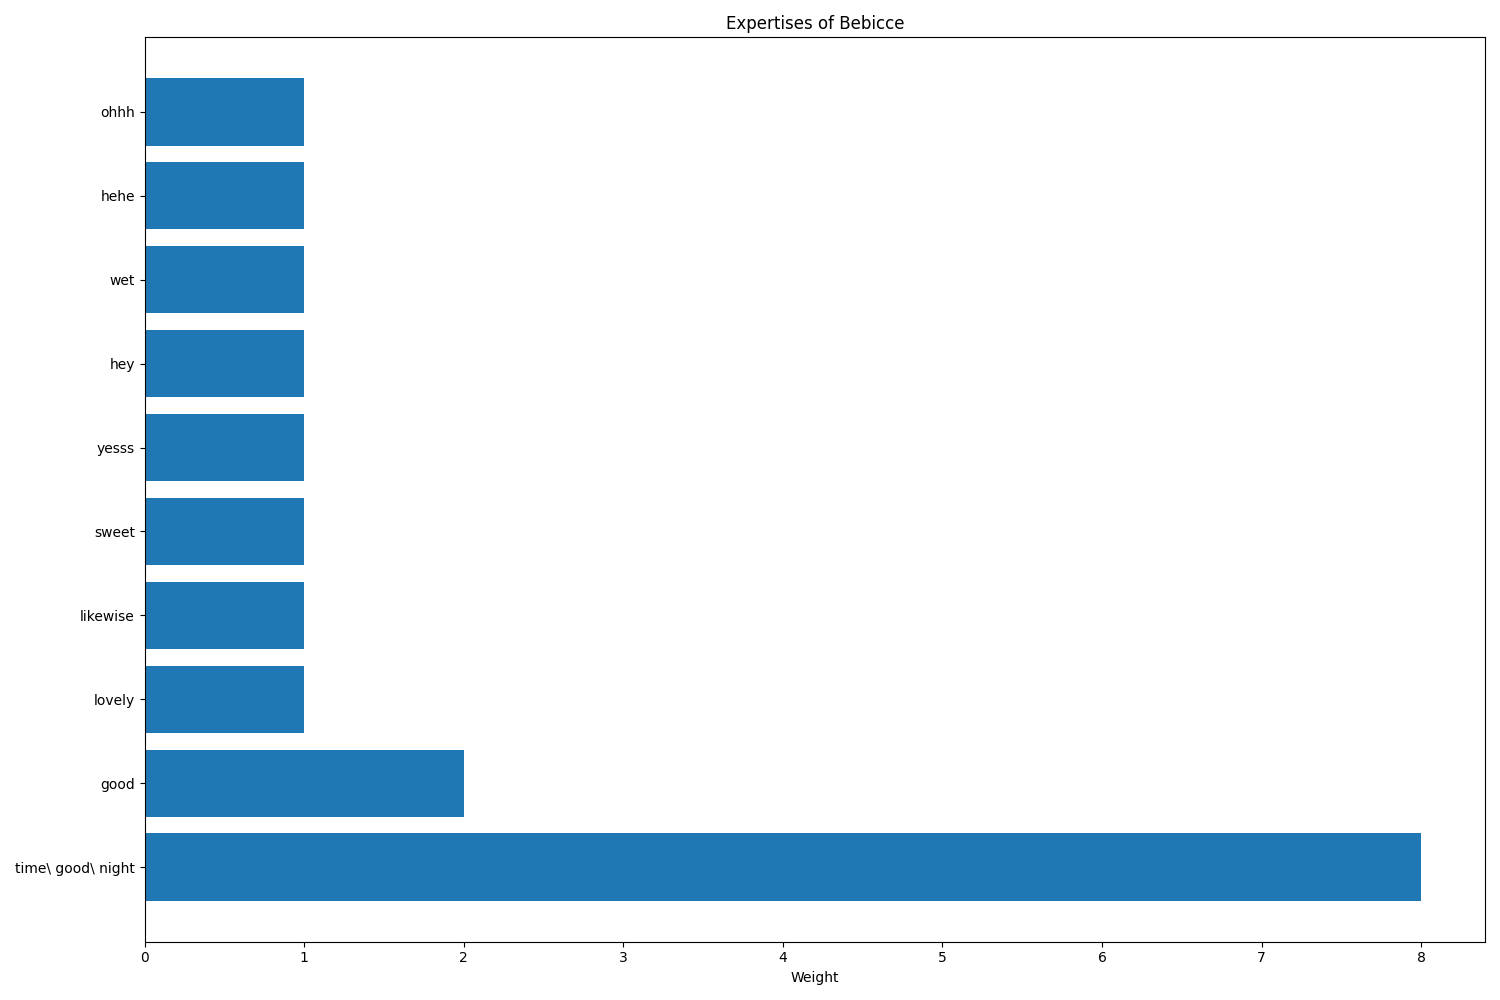 Expertises of Bebicce
ohhh
hehe
wet
hey
yesss
sweet
likewise
lovely
good
time\ good\ night
0 1 2 3 4 5 6 7 8
Weight